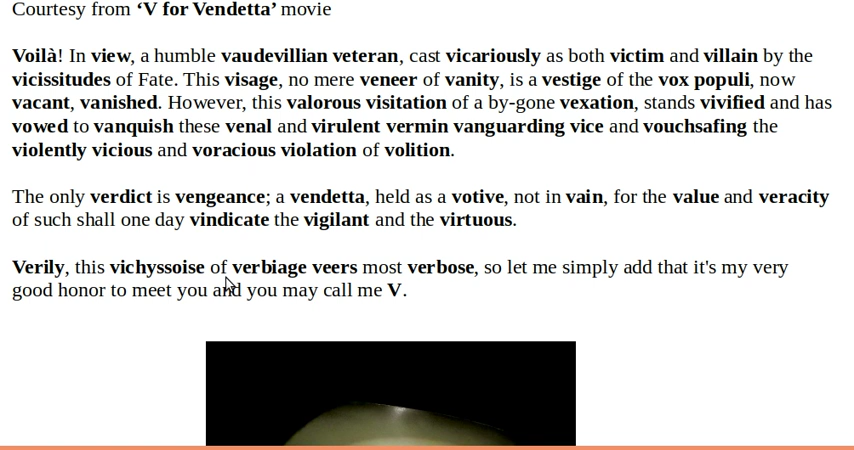 Courtesy from ‘V for Vendetta’ movie
Voilà! In view, a humble vaudevillian veteran, cast vicariously as both victim and villain by the
vicissitudes of Fate. This visage, no mere veneer of vanity, is a vestige of the vox populi, now
vacant, vanished. However, this valorous visitation of a by-gone vexation, stands vivified and has
vowed to vanquish these venal and virulent vermin vanguarding vice and vouchsafing the
violently vicious and voracious violation of volition.
The only verdict is vengeance; a vendetta, held as a votive, not in vain, for the value and veracity
of such shall one day vindicate the vigilant and the virtuous.
Verily, this vichyssoise of verbiage veers most verbose, so let me simply add that it's my very
good honor to meet you and you may call me V.